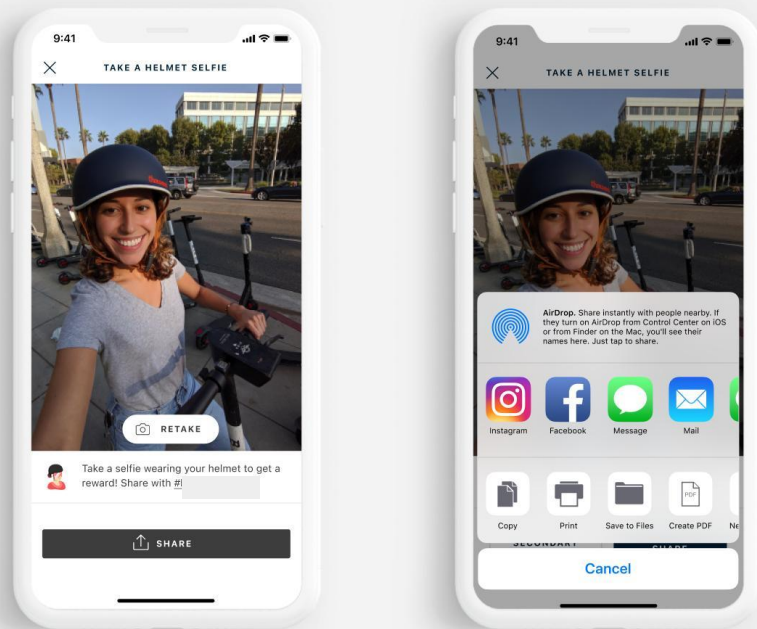 9:41
TAKE A HELMET SELFIE
RETAKE
Take a selfie wearing your helmet to get a
reward! Share with #
SHARE
9:41
TAKE A HELMET SELFIE
AirDrop. Share instantly with people nearby. If
they turn on AirDrop from Control Center on iOS
or from Finder on the Mac, you'll see their
names here. Just tap to share.
Instagram
Facebook
Message
Mail
PDF
Copy
Print
Save to Files
Create PDF
SECONDARY
SHARE
Cancel